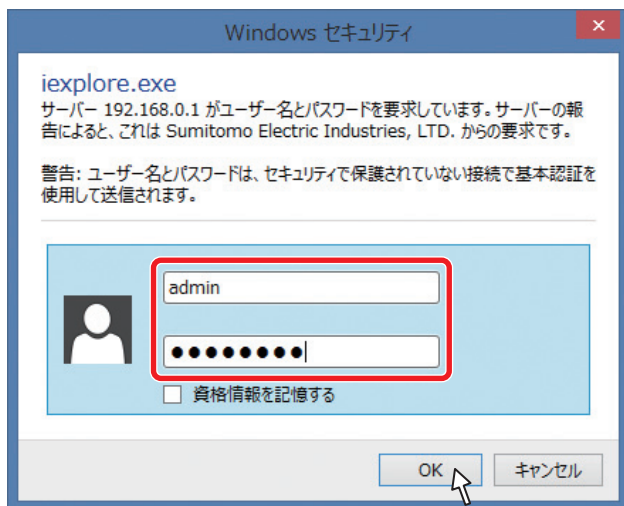 Windows セキュリティ
iexplore.exe
サーバー 192.168.0.1 がユーザー名とパスワードを要求しています。サーバーの報
告によると、これは Sumitomo Electric Industries, LTD. からの要求です。
警告: ユーザー名とパスワードは、セキュリティで保護されていない接続で基本認証を
使用して送信されます。
admin
●●●●●●●●
資格情報を記憶する
OK キャンセル